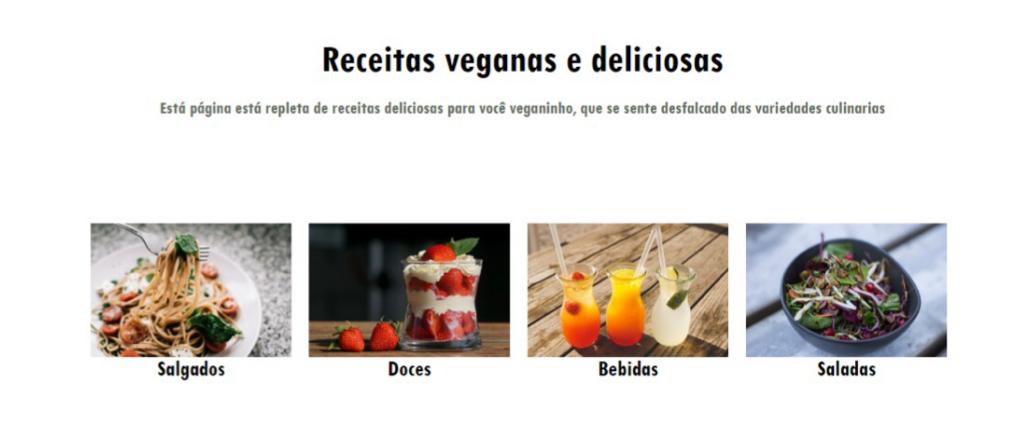 Receitas veganas e deliciosas
Está página está repleta de receitas deliciosas para você veganinho, que se sente desfalcado das variedades culinarias
Salgados
Doces
Bebidas
Saladas